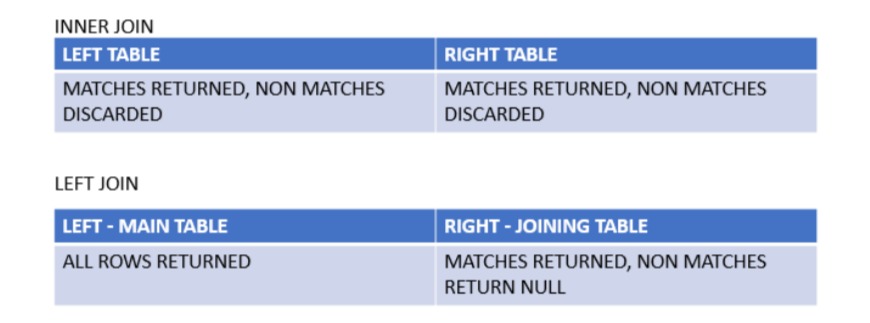 INNER JOIN
LEFT TABLE
RIGHT TABLE
MATCHES RETURNED, NON MATCHES
DISCARDED
MATCHES RETURNED, NON MATCHES
DISCARDED
LEFT JOIN
LEFT - MAIN TABLE
RIGHT - JOINING TABLE
ALL ROWS RETURNED
MATCHES RETURNED, NON MATCHES
RETURN NULL